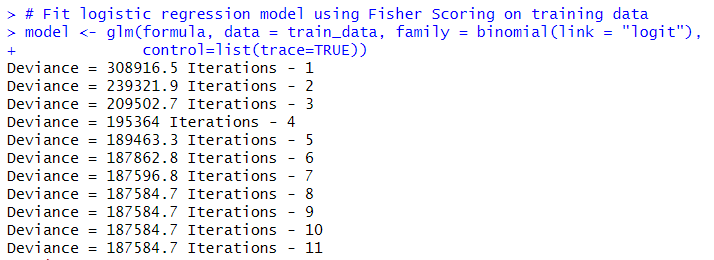 > # Fit logistic regression model using Fisher Scoring on training data
> model <- glm(formula, data = train_data, family = binomial(link = "logit"),
+              control=list(trace=TRUE))
Deviance = 308916.5 Iterations - 1
Deviance = 239321.9 Iterations - 2
Deviance = 209502.7 Iterations - 3
Deviance = 195364 Iterations - 4
Deviance = 189463.3 Iterations - 5
Deviance = 187862.8 Iterations - 6
Deviance = 187596.8 Iterations - 7
Deviance = 187584.7 Iterations - 8
Deviance = 187584.7 Iterations - 9
Deviance = 187584.7 Iterations - 10
Deviance = 187584.7 Iterations - 11